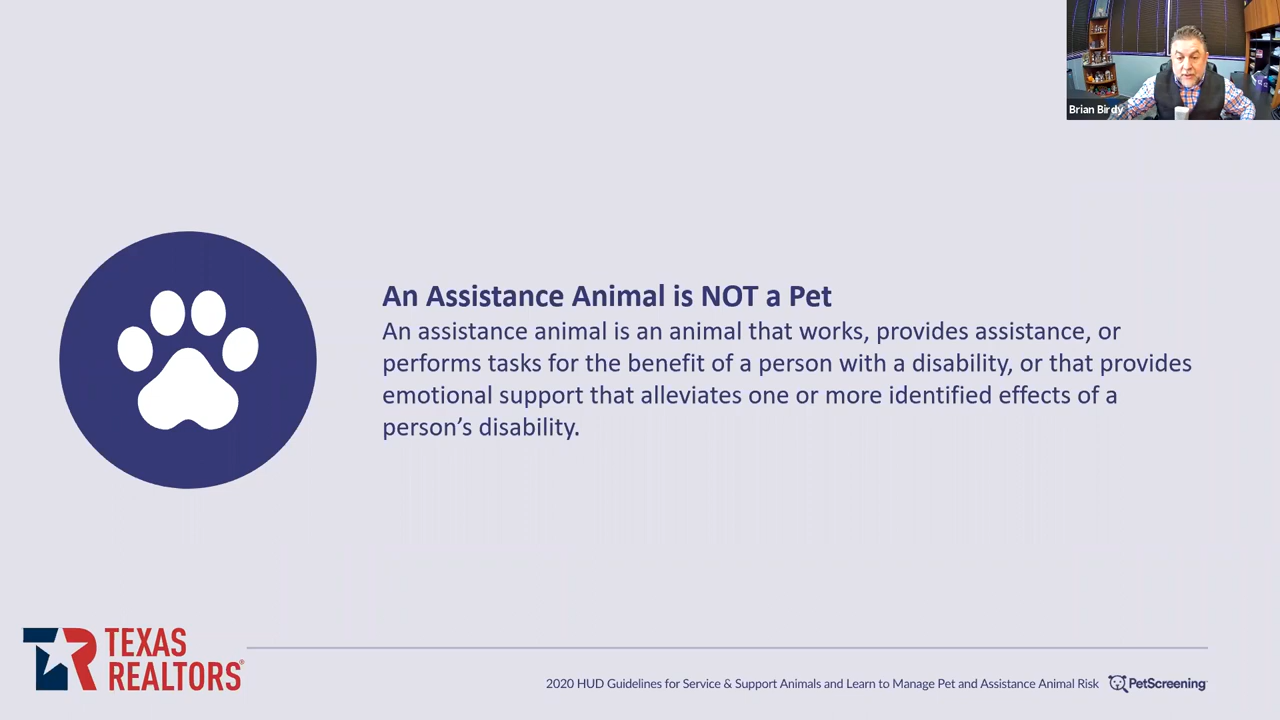 Brian Birdy
An Assistance Animal is NOT a Pet
An assistance animal is an animal that works, provides assistance, or
performs tasks for the benefit of a person with a disability, or that provides
emotional support that alleviates one or more identified effects of a
person’s disability.
TEXAS
REALTORS®
2020 HUD Guidelines for Service & Support Animals and Learn to Manage Pet and Assistance Animal Risk PetScreening